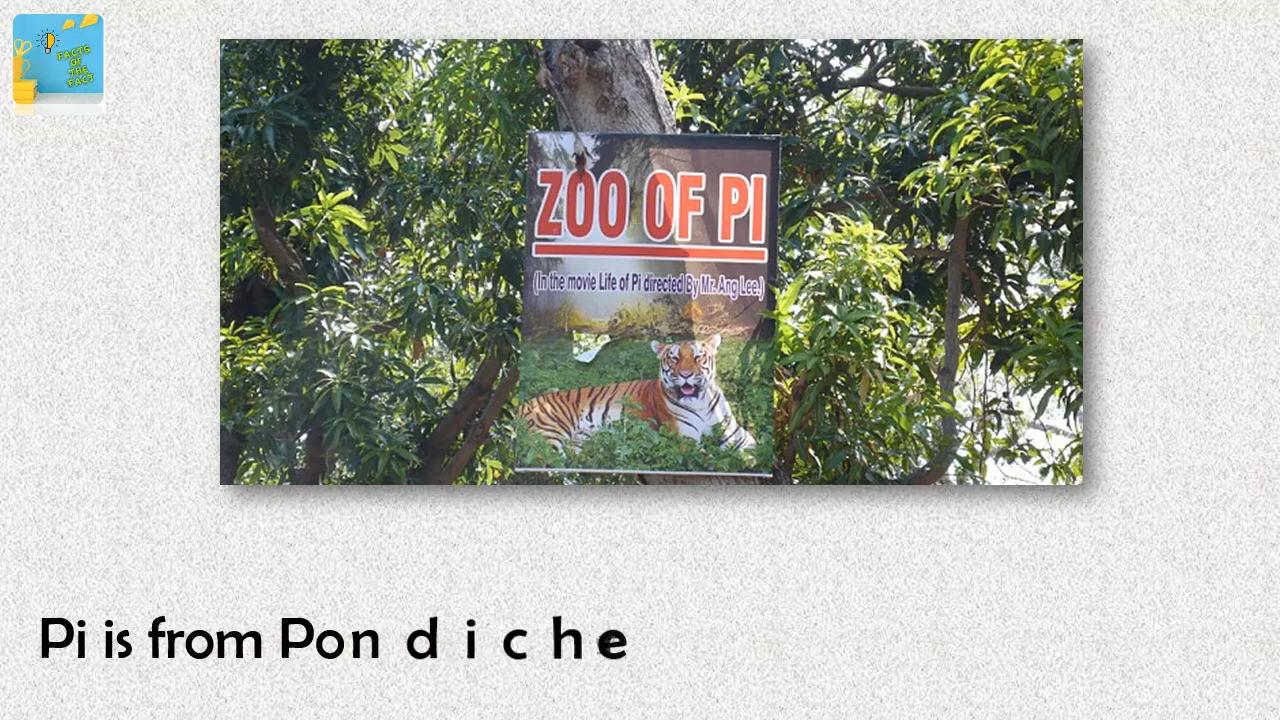 FACTS
OF
THE
FACT
ZOO OF PI
(In the movie Life of Pi directed By Mr. Ang Lee.)
Pi is from Pondiche